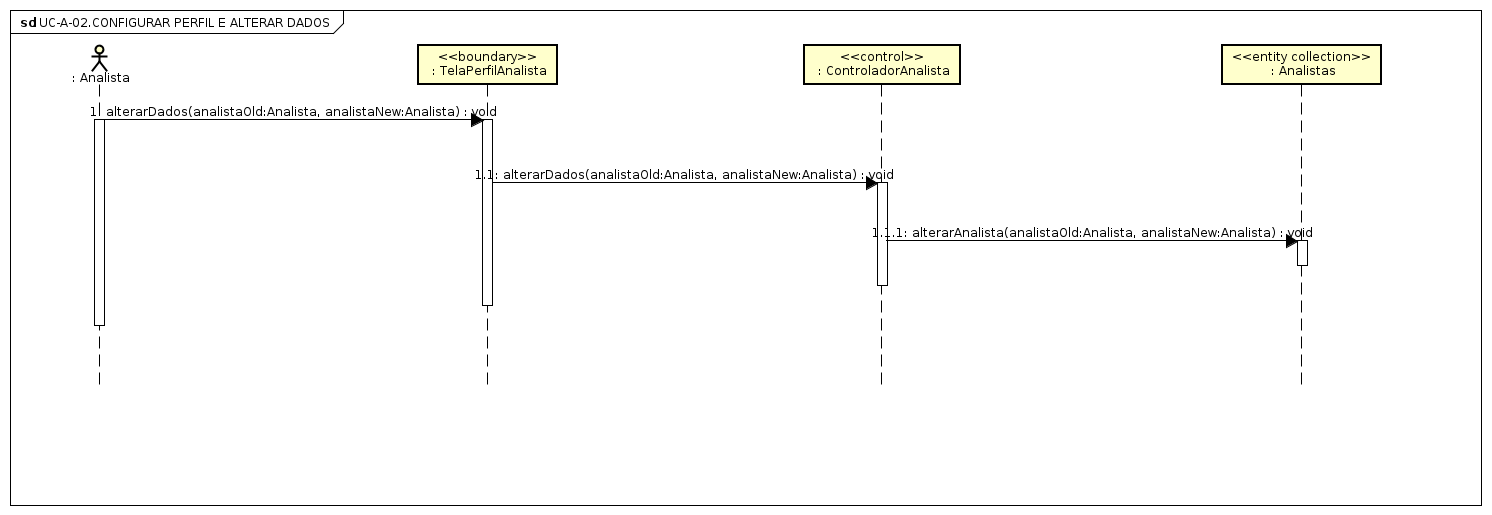 sd UC-A-02.CONFIGURAR PERFIL E ALTERAR DADOS
: Analista
<<boundary>>
: TelaPerfilAnalista
<<control>>
: ControladorAnalista
<<entity collection>>
: Analistas
1: alterarDados(analistaOld:Analista, analistaNew:Analista) : void
1.1: alterarDados(analistaOld:Analista, analistaNew:Analista) : void
1.1.1: alterarAnalista(analistaOld:Analista, analistaNew:Analista) : void